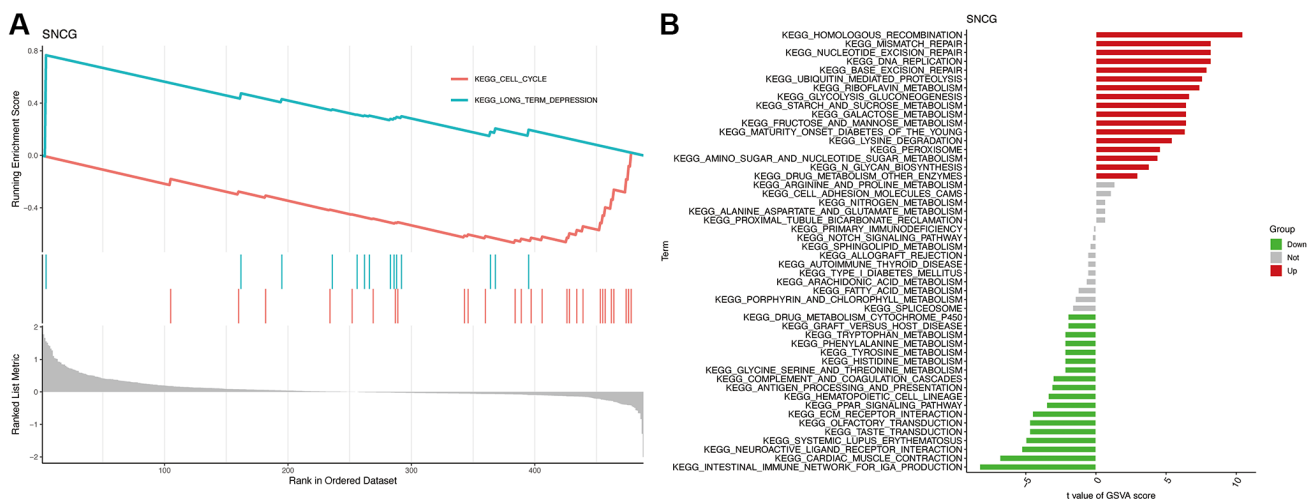 A
SNCG
Running Enrichment Score
0.8
0.4
0.0
−0.4
KEGG_CELL_CYCLE
KEGG_LONG_TERM_DEPRESSION
Ranked List Metric
2
1
0
−1
−2
100
200
300
400
Rank in Ordered Dataset
B
SNCG
Term
KEGG_HOMOLOGOUS_RECOMBINATION
KEGG_MISMATCH_REPAIR
KEGG_NUCLEOTIDE_EXCISION_REPAIR
KEGG_DNA_REPLICATION
KEGG_BASE_EXCISION_REPAIR
KEGG_UBIQUITIN_MEDIATED_PROTEOLYSIS
KEGG_RIBOFLAVIN_METABOLISM
KEGG_GLYCOLYSIS_GLUCONEOGENESIS
KEGG_STARCH_AND_SUCROSE_METABOLISM
KEGG_GALACTOSE_METABOLISM
KEGG_FRUCTOSE_AND_MANNOSE_METABOLISM
KEGG_MATURITY_ONSET_DIABETES_OF_THE_YOUNG
KEGG_LYSINE_DEGRADATION
KEGG_PEROXISOME
KEGG_AMINO_SUGAR_AND_NUCLEOTIDE_SUGAR_METABOLISM
KEGG_N_GLYCAN_BIOSYNTHESIS
KEGG_DRUG_METABOLISM_OTHER_ENZYMES
KEGG_ARGININE_AND_PROLINE_METABOLISM
KEGG_CELL_ADHESION_MOLECULES_CAMS
KEGG_NITROGEN_METABOLISM
KEGG_ALANINE_ASPARTATE_AND_GLUTAMATE_METABOLISM
KEGG_PROXIMAL_TUBULE_BICARBONATE_RECLAMATION
KEGG_PRIMARY_IMMUNODEFICIENCY
KEGG_NOTCH_SIGNALING_PATHWAY
KEGG_SPHINGOLIPID_METABOLISM
KEGG_ALLOGRAFT_REJECTION
KEGG_AUTOIMMUNE_THYROID_DISEASE
KEGG_TYPE_I_DIABETES_MELLITUS
KEGG_ARACHIDONIC_ACID_METABOLISM
KEGG_FATTY_ACID_METABOLISM
KEGG_PORPHYRIN_AND_CHLOROPHYLL_METABOLISM
KEGG_SPLICEOSOME
KEGG_DRUG_METABOLISM_CYTOCHROME_P450
KEGG_GRAFT_VERSUS_HOST_DISEASE
KEGG_TRYPTOPHAN_METABOLISM
KEGG_PHENYLALANINE_METABOLISM
KEGG_TYROSINE_METABOLISM
KEGG_HISTIDINE_METABOLISM
KEGG_GLYCINE_SERINE_AND_THREONINE_METABOLISM
KEGG_COMPLEMENT_AND_COAGULATION_CASCADES
KEGG_ANTIGEN_PROCESSING_AND_PRESENTATION
KEGG_HEMATOPOIETIC_CELL_LINEAGE
KEGG_PPAR_SIGNALING_PATHWAY
KEGG_ECM_RECEPTOR_INTERACTION
KEGG_OLFACTORY_TRANSDUCTION
KEGG_TASTE_TRANSDUCTION
KEGG_SYSTEMIC_LUPUS_ERYTHEMATOSUS
KEGG_NEUROACTIVE_LIGAND_RECEPTOR_INTERACTION
KEGG_CARDIAC_MUSCLE_CONTRACTION
KEGG_INTESTINAL_IMMUNE_NETWORK_FOR_IGA_PRODUCTION
-5
0
5
10
t value of GSVA score
Group
Down
Not
Up